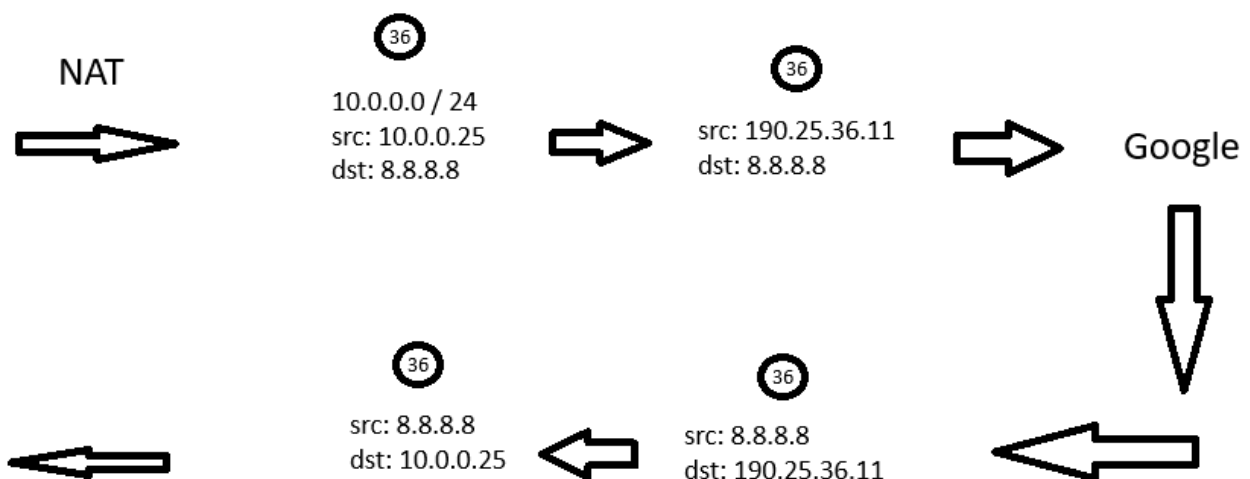 NAT
36
10.0.0.0 / 24
src: 10.0.0.25
dst: 8.8.8.8
36
src: 190.25.36.11
dst: 8.8.8.8
Google
36
src: 8.8.8.8
dst: 10.0.0.25
36
src: 8.8.8.8
dst: 190.25.36.11